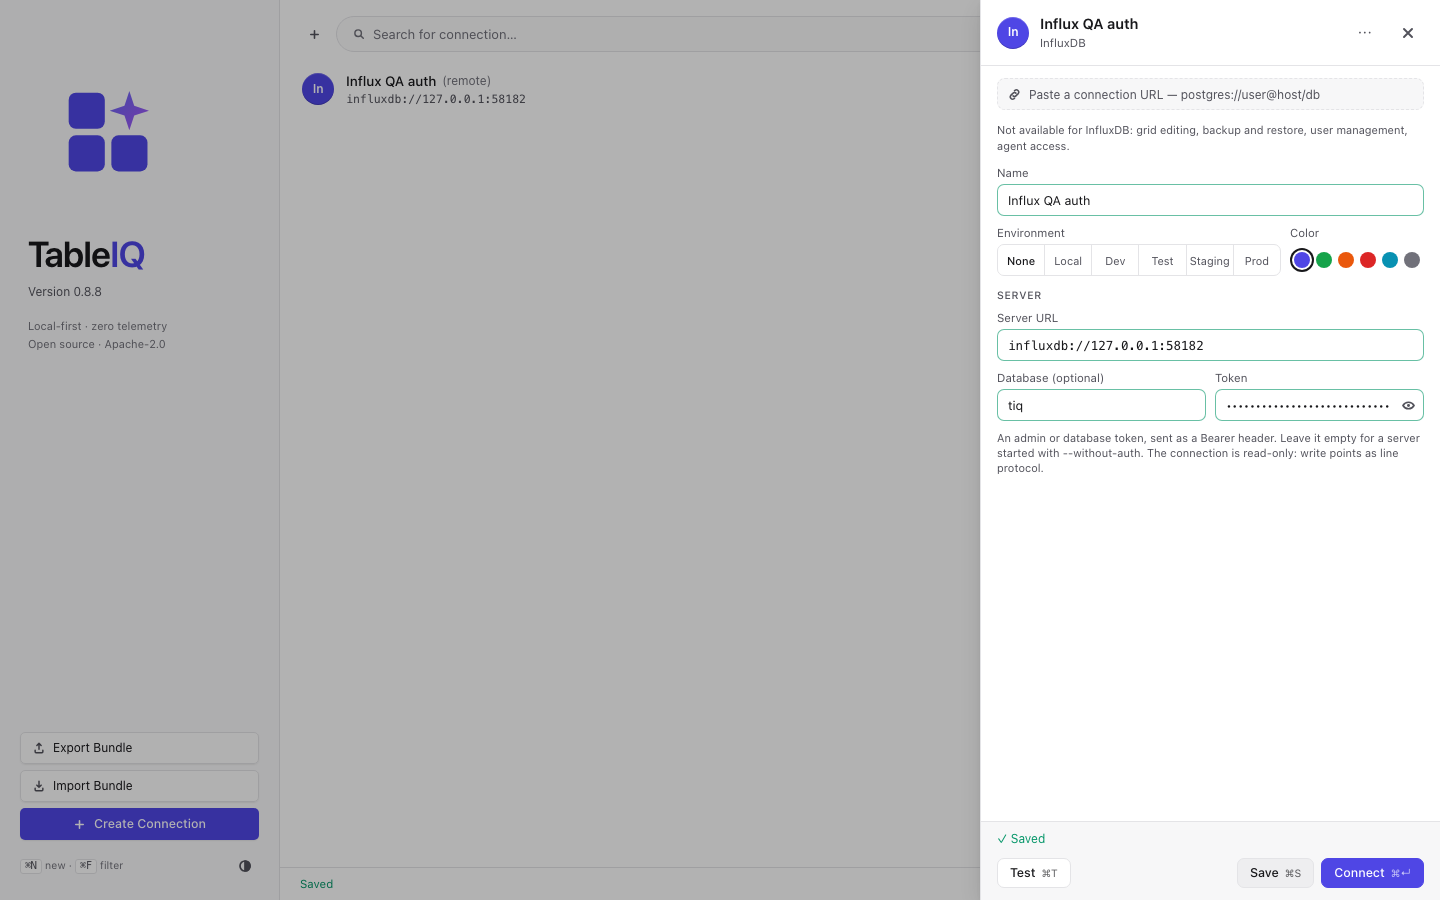 TableIQ
Version 0.8.8
Local-first · zero telemetry
Open source · Apache-2.0
Export Bundle
Import Bundle
+ Create Connection
⌘N new · ⌘F filter
+
Search for connection...
In
Influx QA auth (remote)
influxdb://127.0.0.1:58182
Saved
In
Influx QA auth
InfluxDB
Paste a connection URL — postgres://user@host/db
Not available for InfluxDB: grid editing, backup and restore, user management,
agent access.
Name
Influx QA auth
Environment
Color
None Local Dev Test Staging Prod
SERVER
Server URL
influxdb://127.0.0.1:58182
Database (optional)
Token
tiq
An admin or database token, sent as a Bearer header. Leave it empty for a server
started with --without-auth. The connection is read-only: write points as line
protocol.
✓ Saved
Test ⌘T
Save ⌘S
Connect ⌘↵